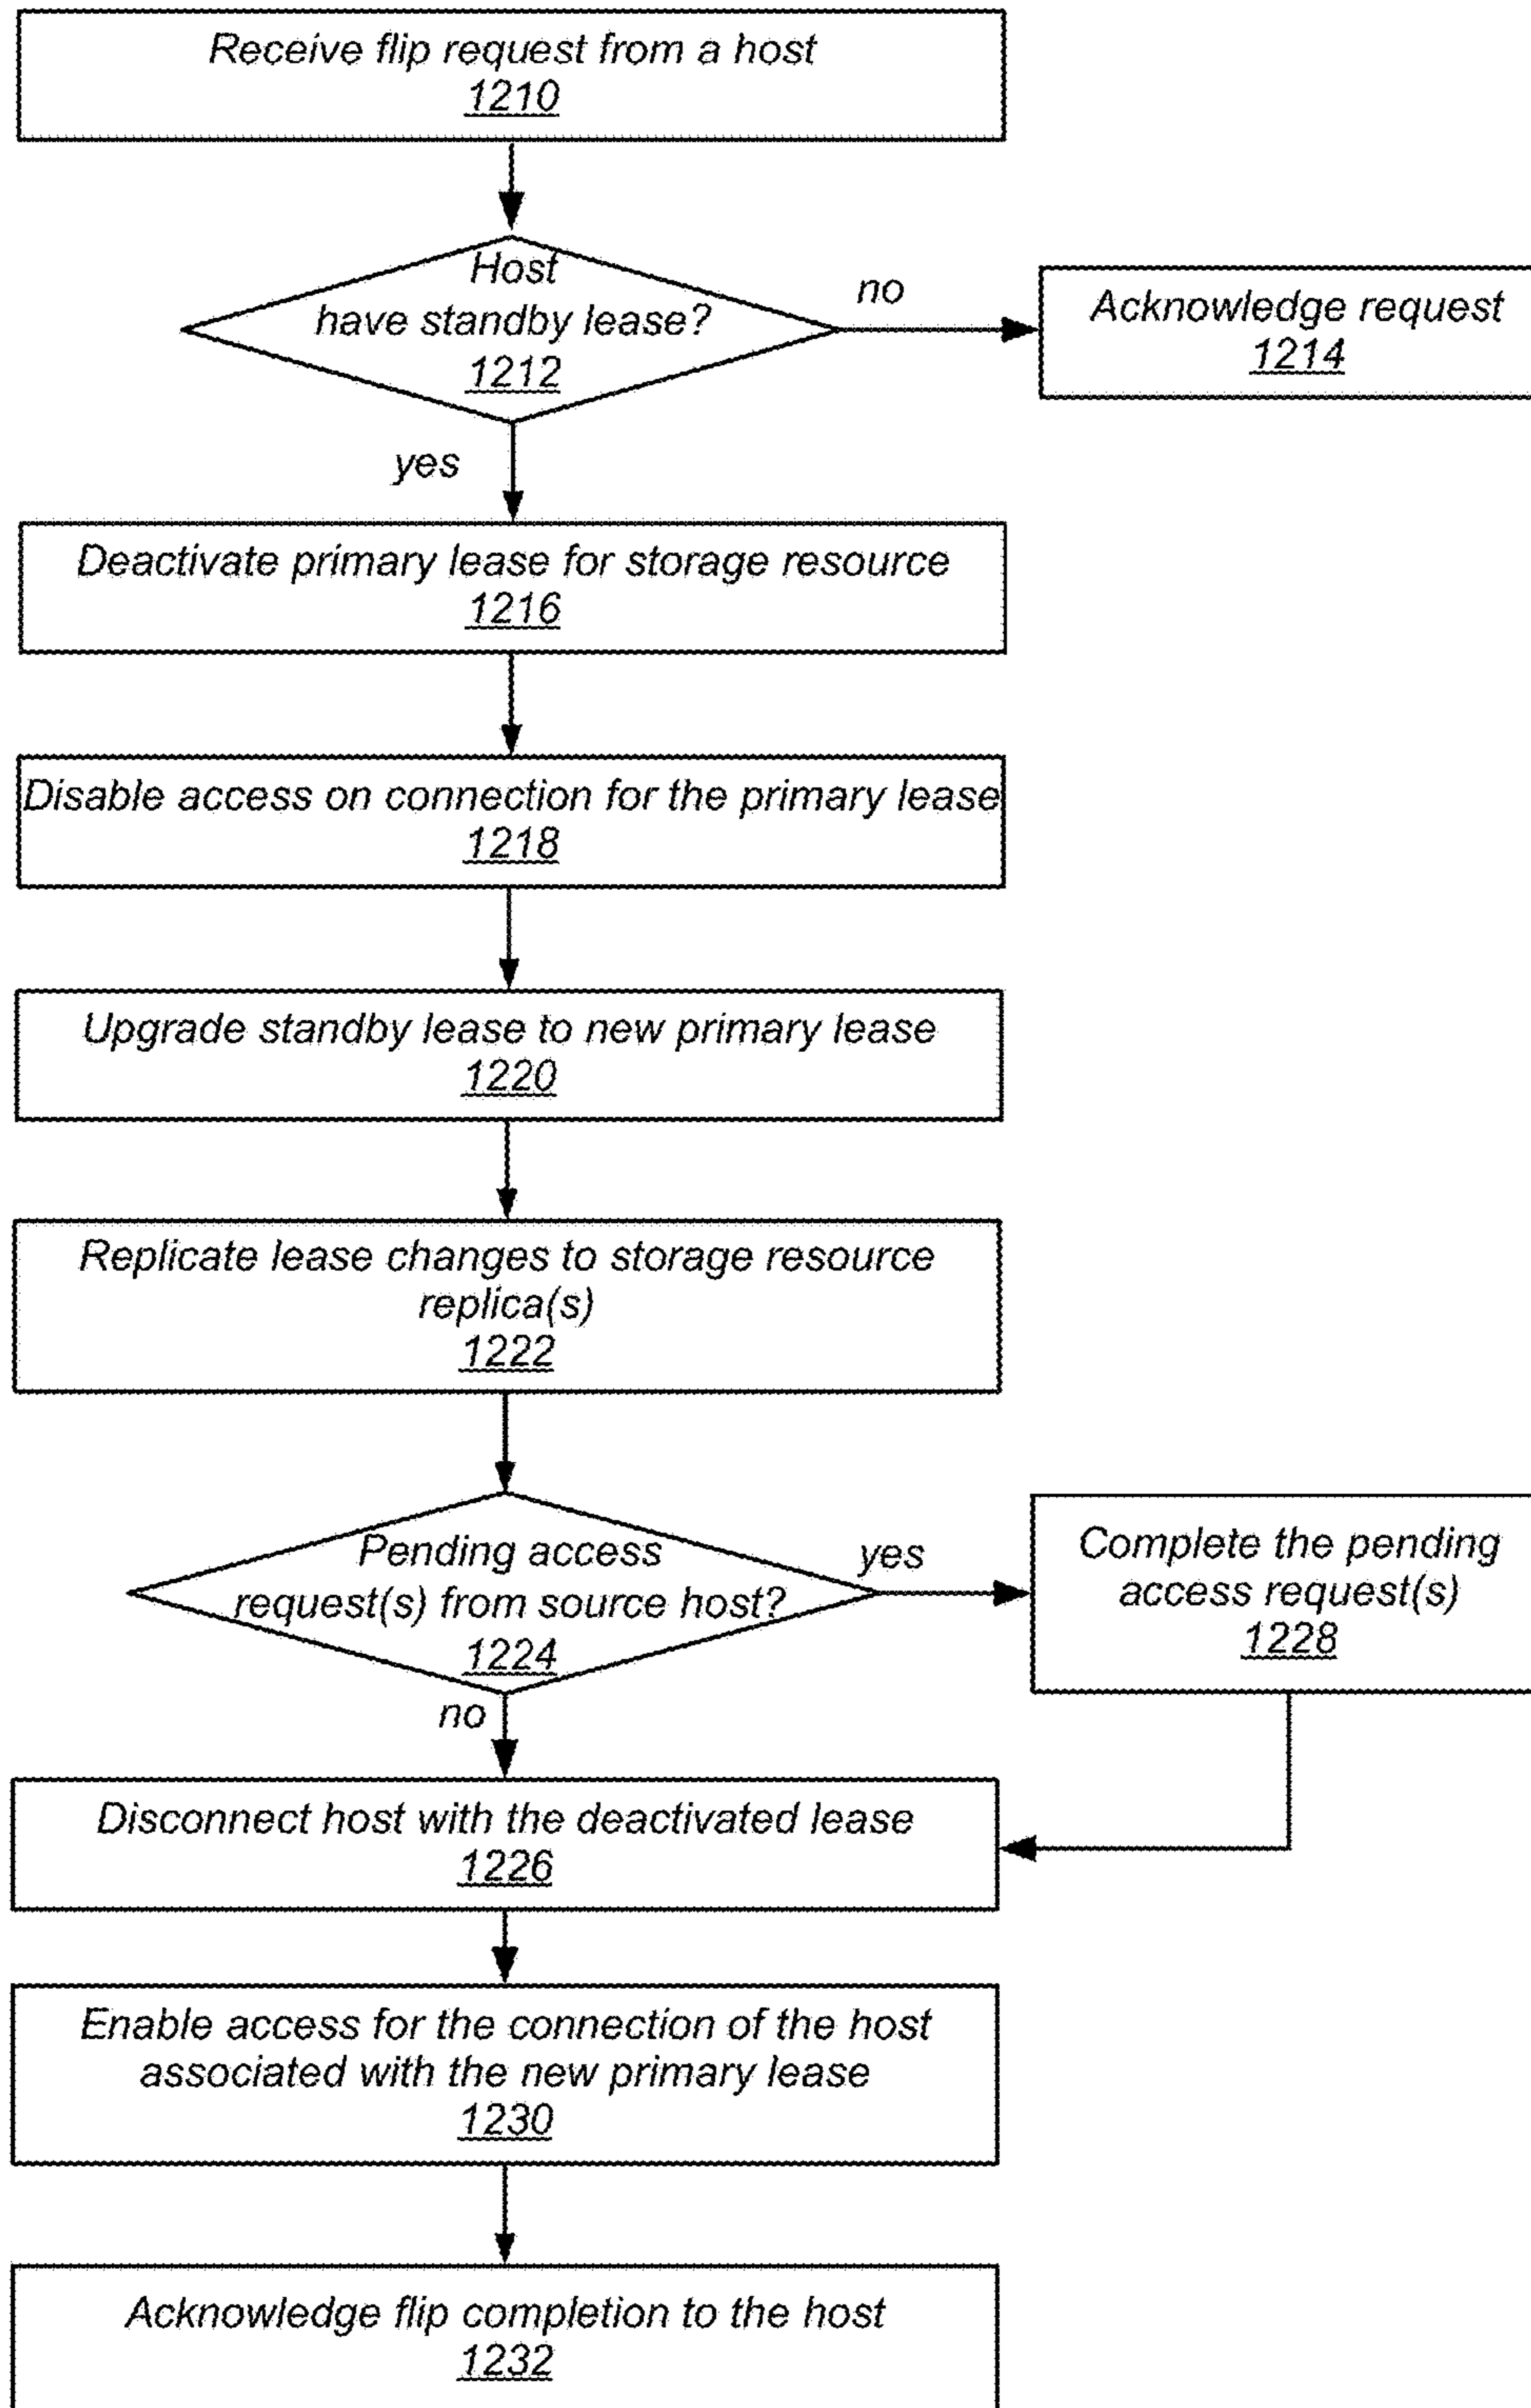 Receive flip request from a host
1210
Host
have standby lease?
1212
no
Acknowledge request
1214
yes
Deactivate primary lease for storage resource
1216
Disable access on connection for the primary lease
1218
Upgrade standby lease to new primary lease
1220
Replicate lease changes to storage resource
replica(s)
1222
Pending access
request(s) from source host?
1224
yes
Complete the pending
access request(s)
1228
no
Disconnect host with the deactivated lease
1226
Enable access for the connection of the host
associated with the new primary lease
1230
Acknowledge flip completion to the host
1232